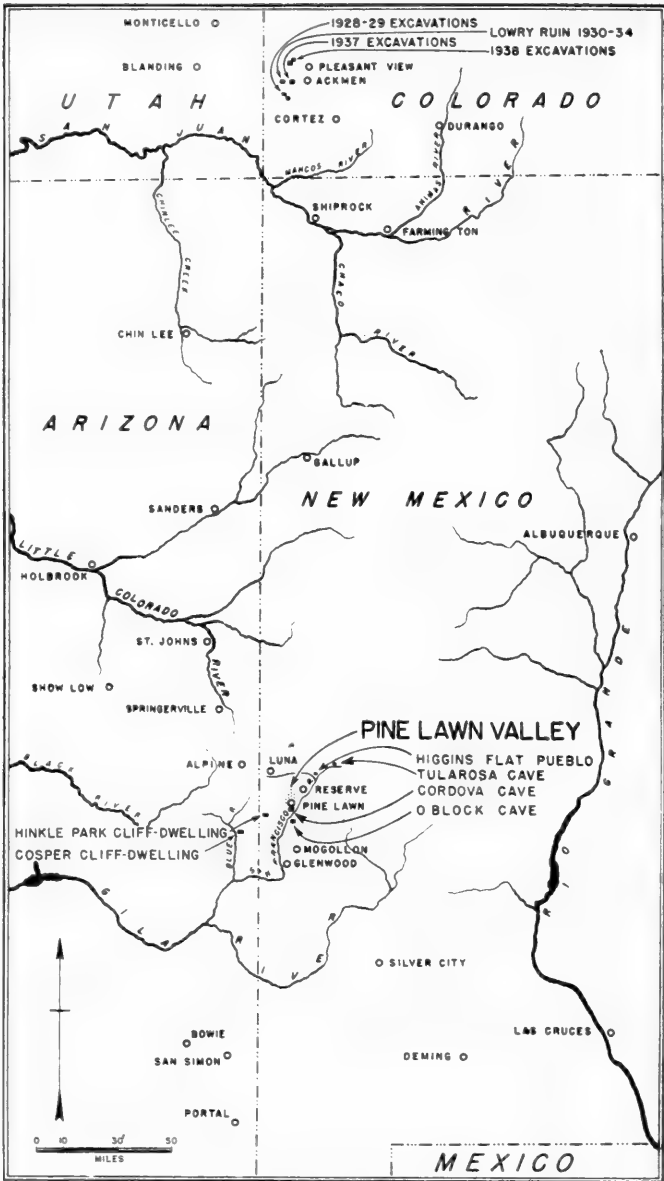 MONTICELLO
1928-29 EXCAVATIONS
LOWRY RUIN 1930-34
1937 EXCAVATIONS
1938 EXCAVATIONS
BLANDING
PLEASANT VIEW
ACKMEN
UTAH
COLORADO
CORTEZ
DURANGO
SAN JUAN
MANCOS RIVER
ANIMAS RIVER
RIVER
SHIPROCK
FARMINGTON
CHINLEE CREEK
CHACO RIVER
CHIN LEE
ARIZONA
GALLUP
NEW MEXICO
SANDERS
ALBUQUERQUE
LITTLE COLORADO RIVER
HOLBROOK
ST. JOHNS
SHOW LOW
SPRINGERVILLE
PINE LAWN VALLEY
ALPINE
LUNA
HIGGINS FLAT PUEBLO
TULAROSA CAVE
RESERVE
CORDOVA CAVE
BLACK RIVER
PINE LAWN
O BLOCK CAVE
HINKLE PARK CLIFF-DWELLING
COSPER CLIFF-DWELLING
BLUE R
SAN FRANCISCO R
MOGOLLON
GLENWOOD
RIO GRANDE
GILA RIVER
SILVER CITY
BOWIE
SAN SIMON
LAS CRUCES
DEMING
PORTAL
0 10 30 50
MILES
MEXICO